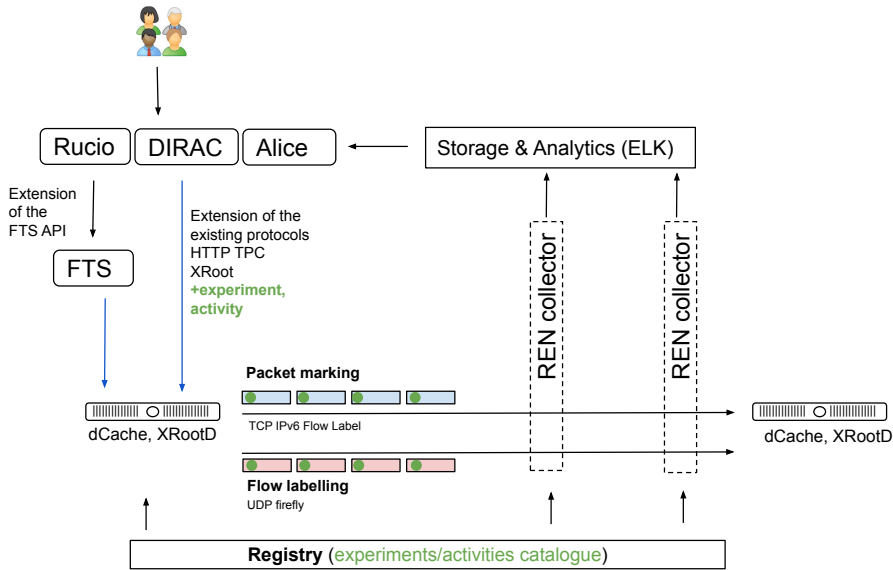 Rucio
DIRAC
Alice
Storage & Analytics (ELK)
Extension
of the
FTS API
Extension of the
existing protocols
HTTP TPC
XRoot
+experiment,
activity
FTS
REN collector
REN collector
Packet marking
TCP IPv6 Flow Label
dCache, XRootD
dCache, XRootD
Flow labelling
UDP firefly
Registry (experiments/activities catalogue)